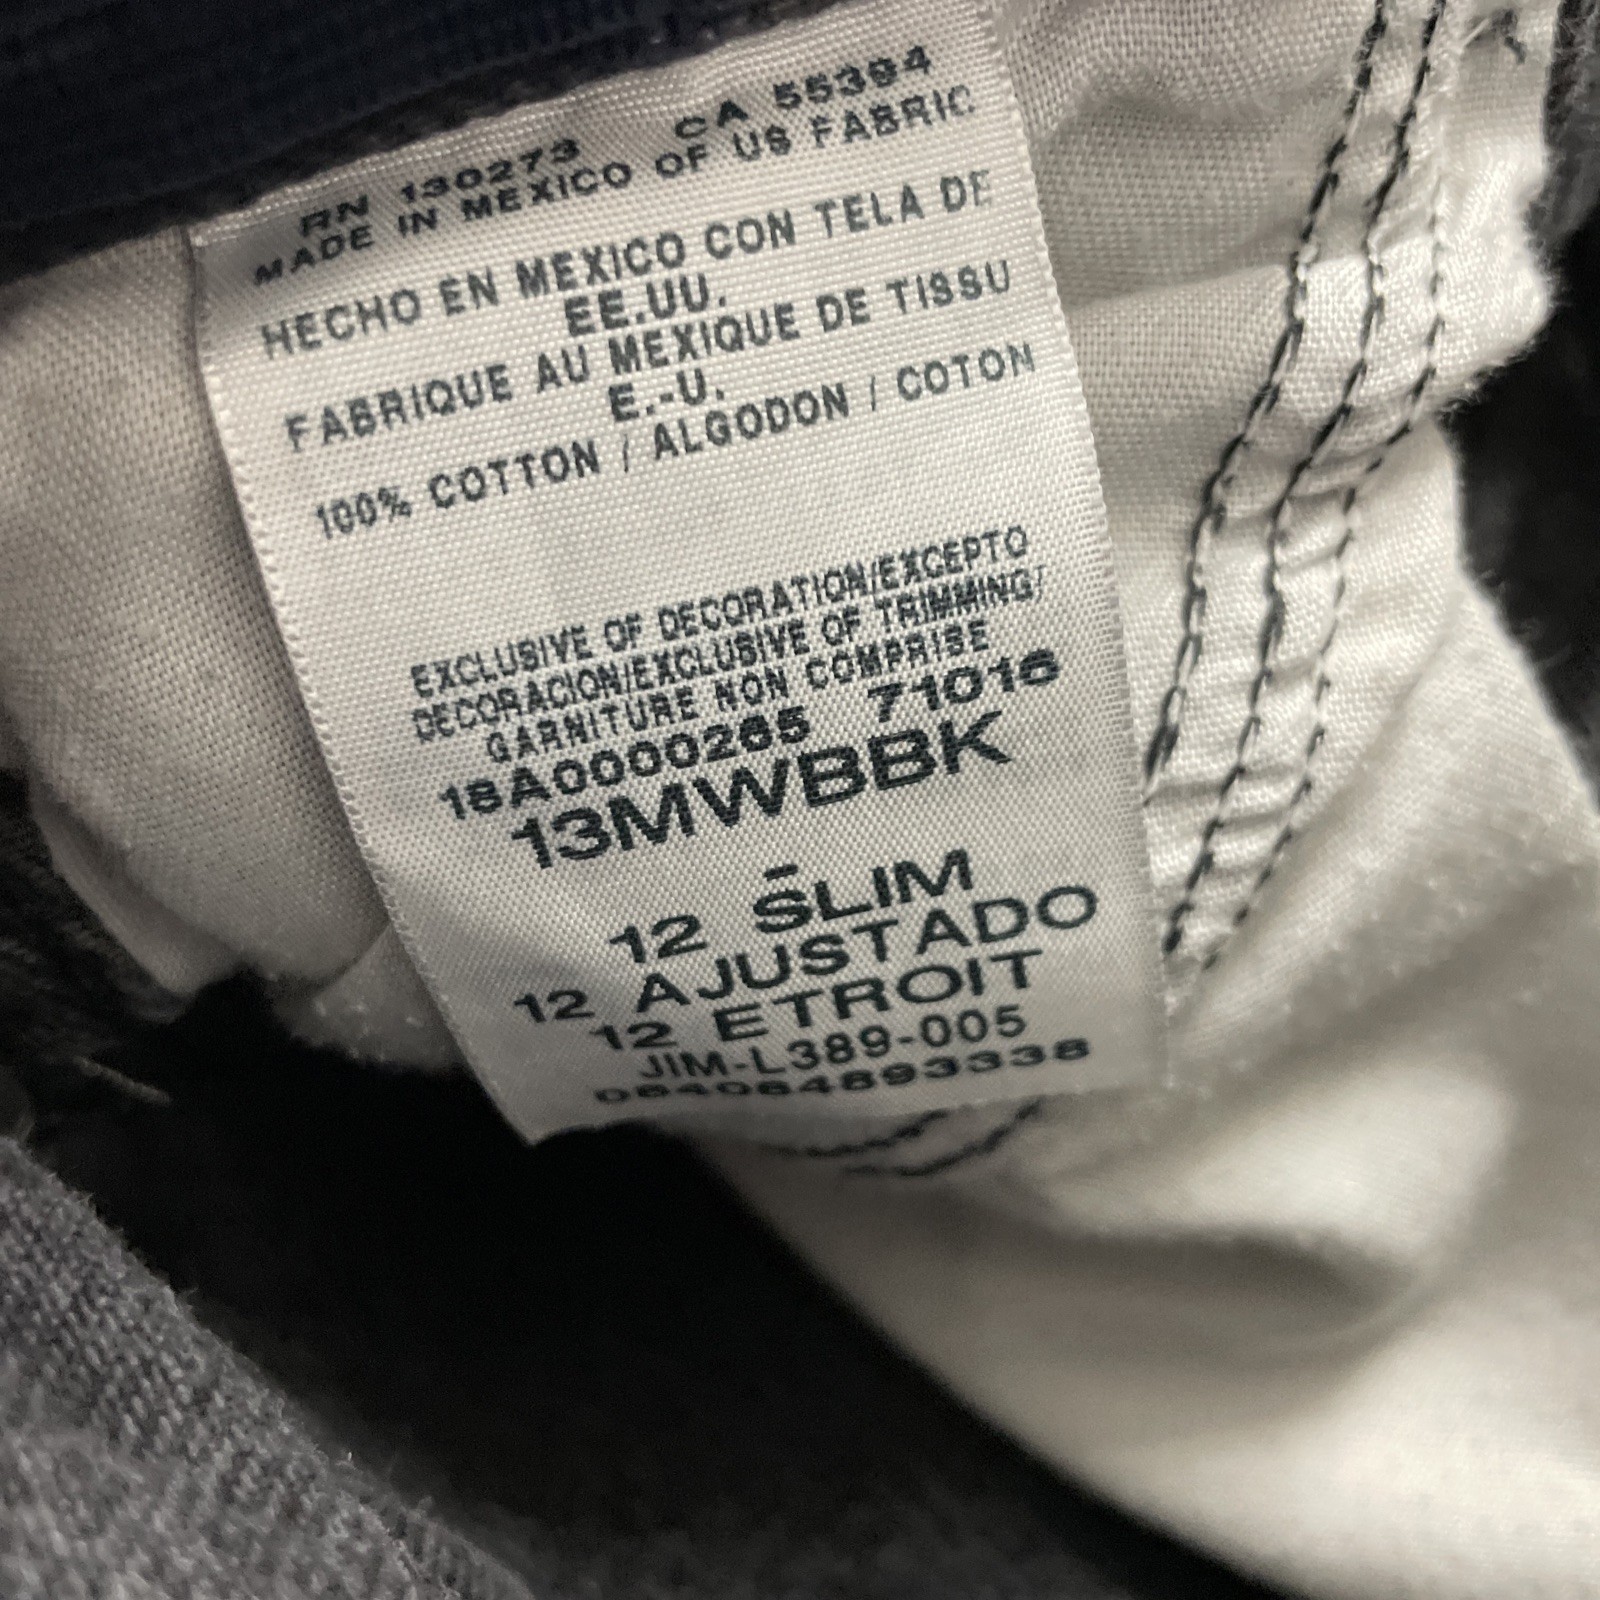 RN 130273 CA 55394
MADE IN MEXICO OF US FABRIC
HECHO EN MEXICO CON TELA DE
EE.UU.
FABRIQUE AU MEXIQUE DE TISSU
E.-U.
100% COTTON / ALGODON / COTON
EXCLUSIVE OF DECORATION/EXCEPTO
DECORACION/EXCLUSIVE OF TRIMMING/
GARNITURE NON COMPRISE
18A0000265 71016
13MWBBK
-
12 SLIM
12 AJUSTADO
12 ETROIT
JIM-L389-005
064064893338